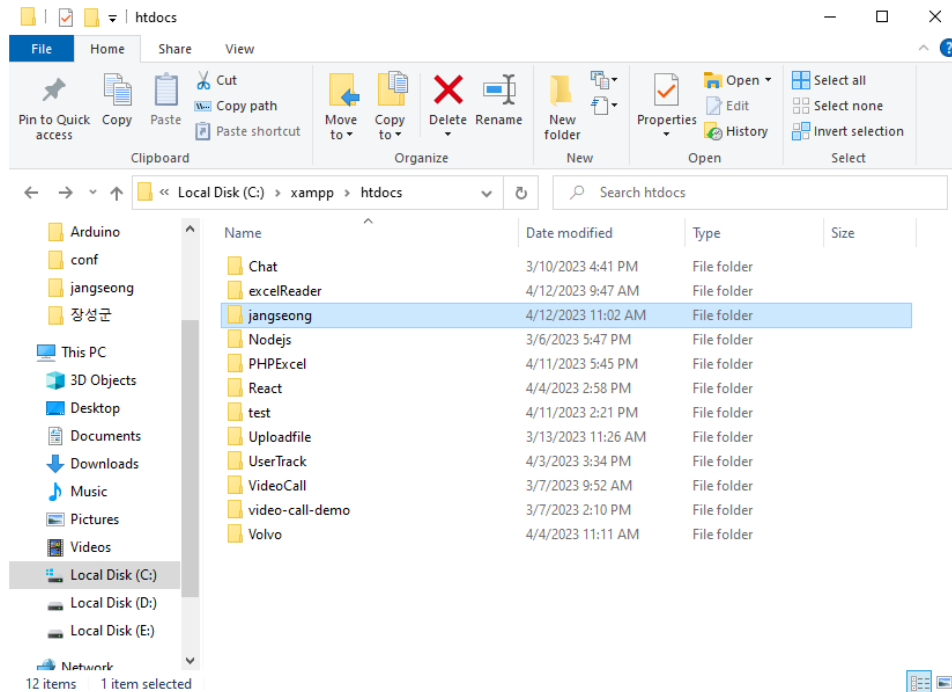 htdocs
File Home Share View
Pin to Quick access
Copy
Paste
Cut
Copy path
Paste shortcut
Clipboard
Move to
Copy to
Delete
Rename
Organize
New folder
New
Properties
Open
Edit
History
Open
Select all
Select none
Invert selection
Select
« Local Disk (C:) › xampp › htdocs
Search htdocs
Arduino
conf
jangseong
장성군
This PC
3D Objects
Desktop
Documents
Downloads
Music
Pictures
Videos
Local Disk (C:)
Local Disk (D:)
Local Disk (E:)
Network
Name Date modified Type Size
Chat 3/10/2023 4:41 PM File folder
excelReader 4/12/2023 9:47 AM File folder
jangseong 4/12/2023 11:02 AM File folder
Nodejs 3/6/2023 5:47 PM File folder
PHPExcel 4/11/2023 5:45 PM File folder
React 4/4/2023 2:58 PM File folder
test 4/11/2023 2:21 PM File folder
Uploadfile 3/13/2023 11:26 AM File folder
UserTrack 4/3/2023 3:34 PM File folder
VideoCall 3/7/2023 9:52 AM File folder
video-call-demo 3/7/2023 2:10 PM File folder
Volvo 4/4/2023 11:11 AM File folder
12 items 1 item selected